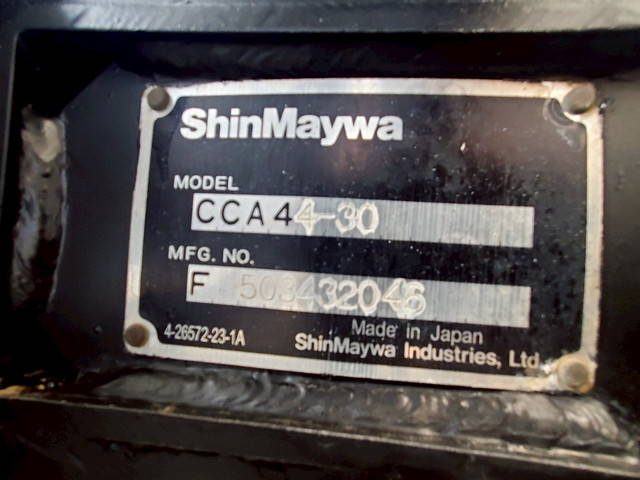 ShinMaywa
MODEL
CCA44-30
MFG. NO.
F 503432046
4-26572-23-1A
Made in Japan
ShinMaywa Industries, Ltd.